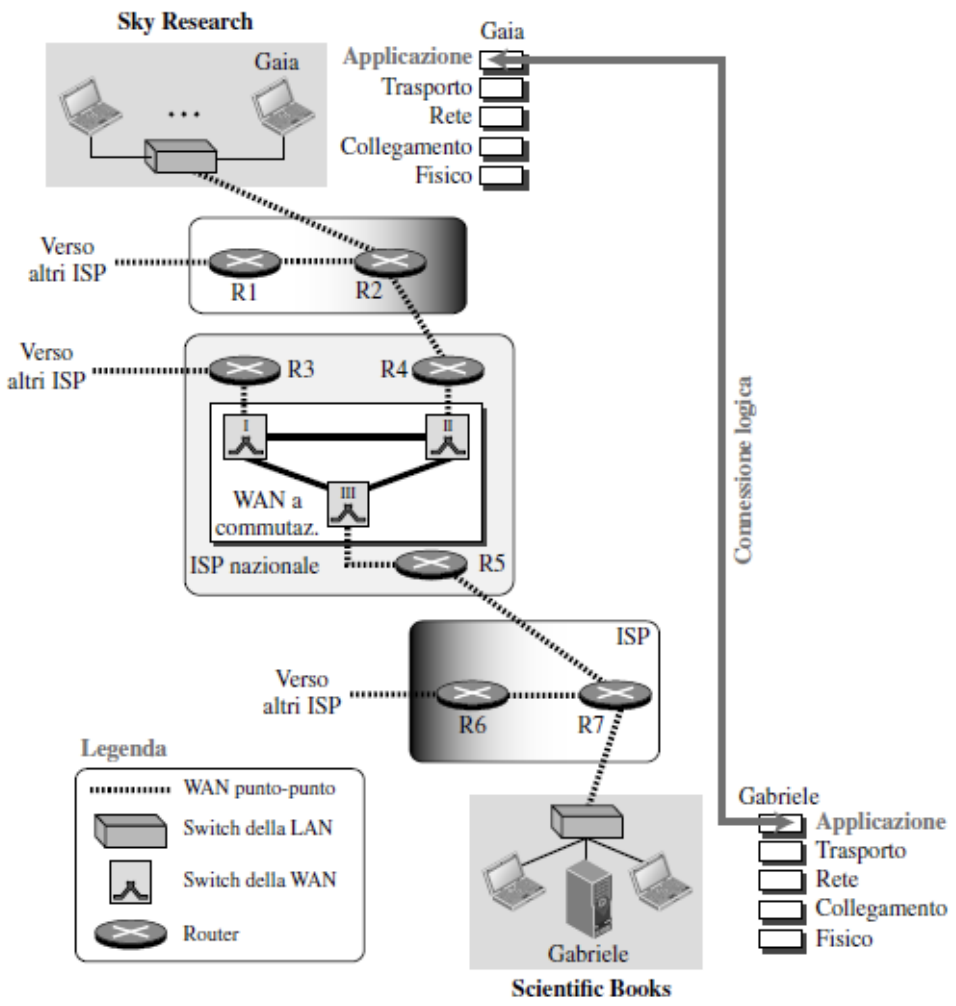 Sky Research
Gaia
...
Gaia
Applicazione
Trasporto
Rete
Collegamento
Fisico
Verso
altri ISP
R1
R2
Verso
altri ISP
R3
R4
I
II
III
WAN a
commutaz.
ISP nazionale
R5
Connessione logica
ISP
Verso
altri ISP
R6
R7
Legenda
WAN punto-punto
Switch della LAN
Switch della WAN
Router
Gabriele
Scientific Books
Gabriele
Applicazione
Trasporto
Rete
Collegamento
Fisico